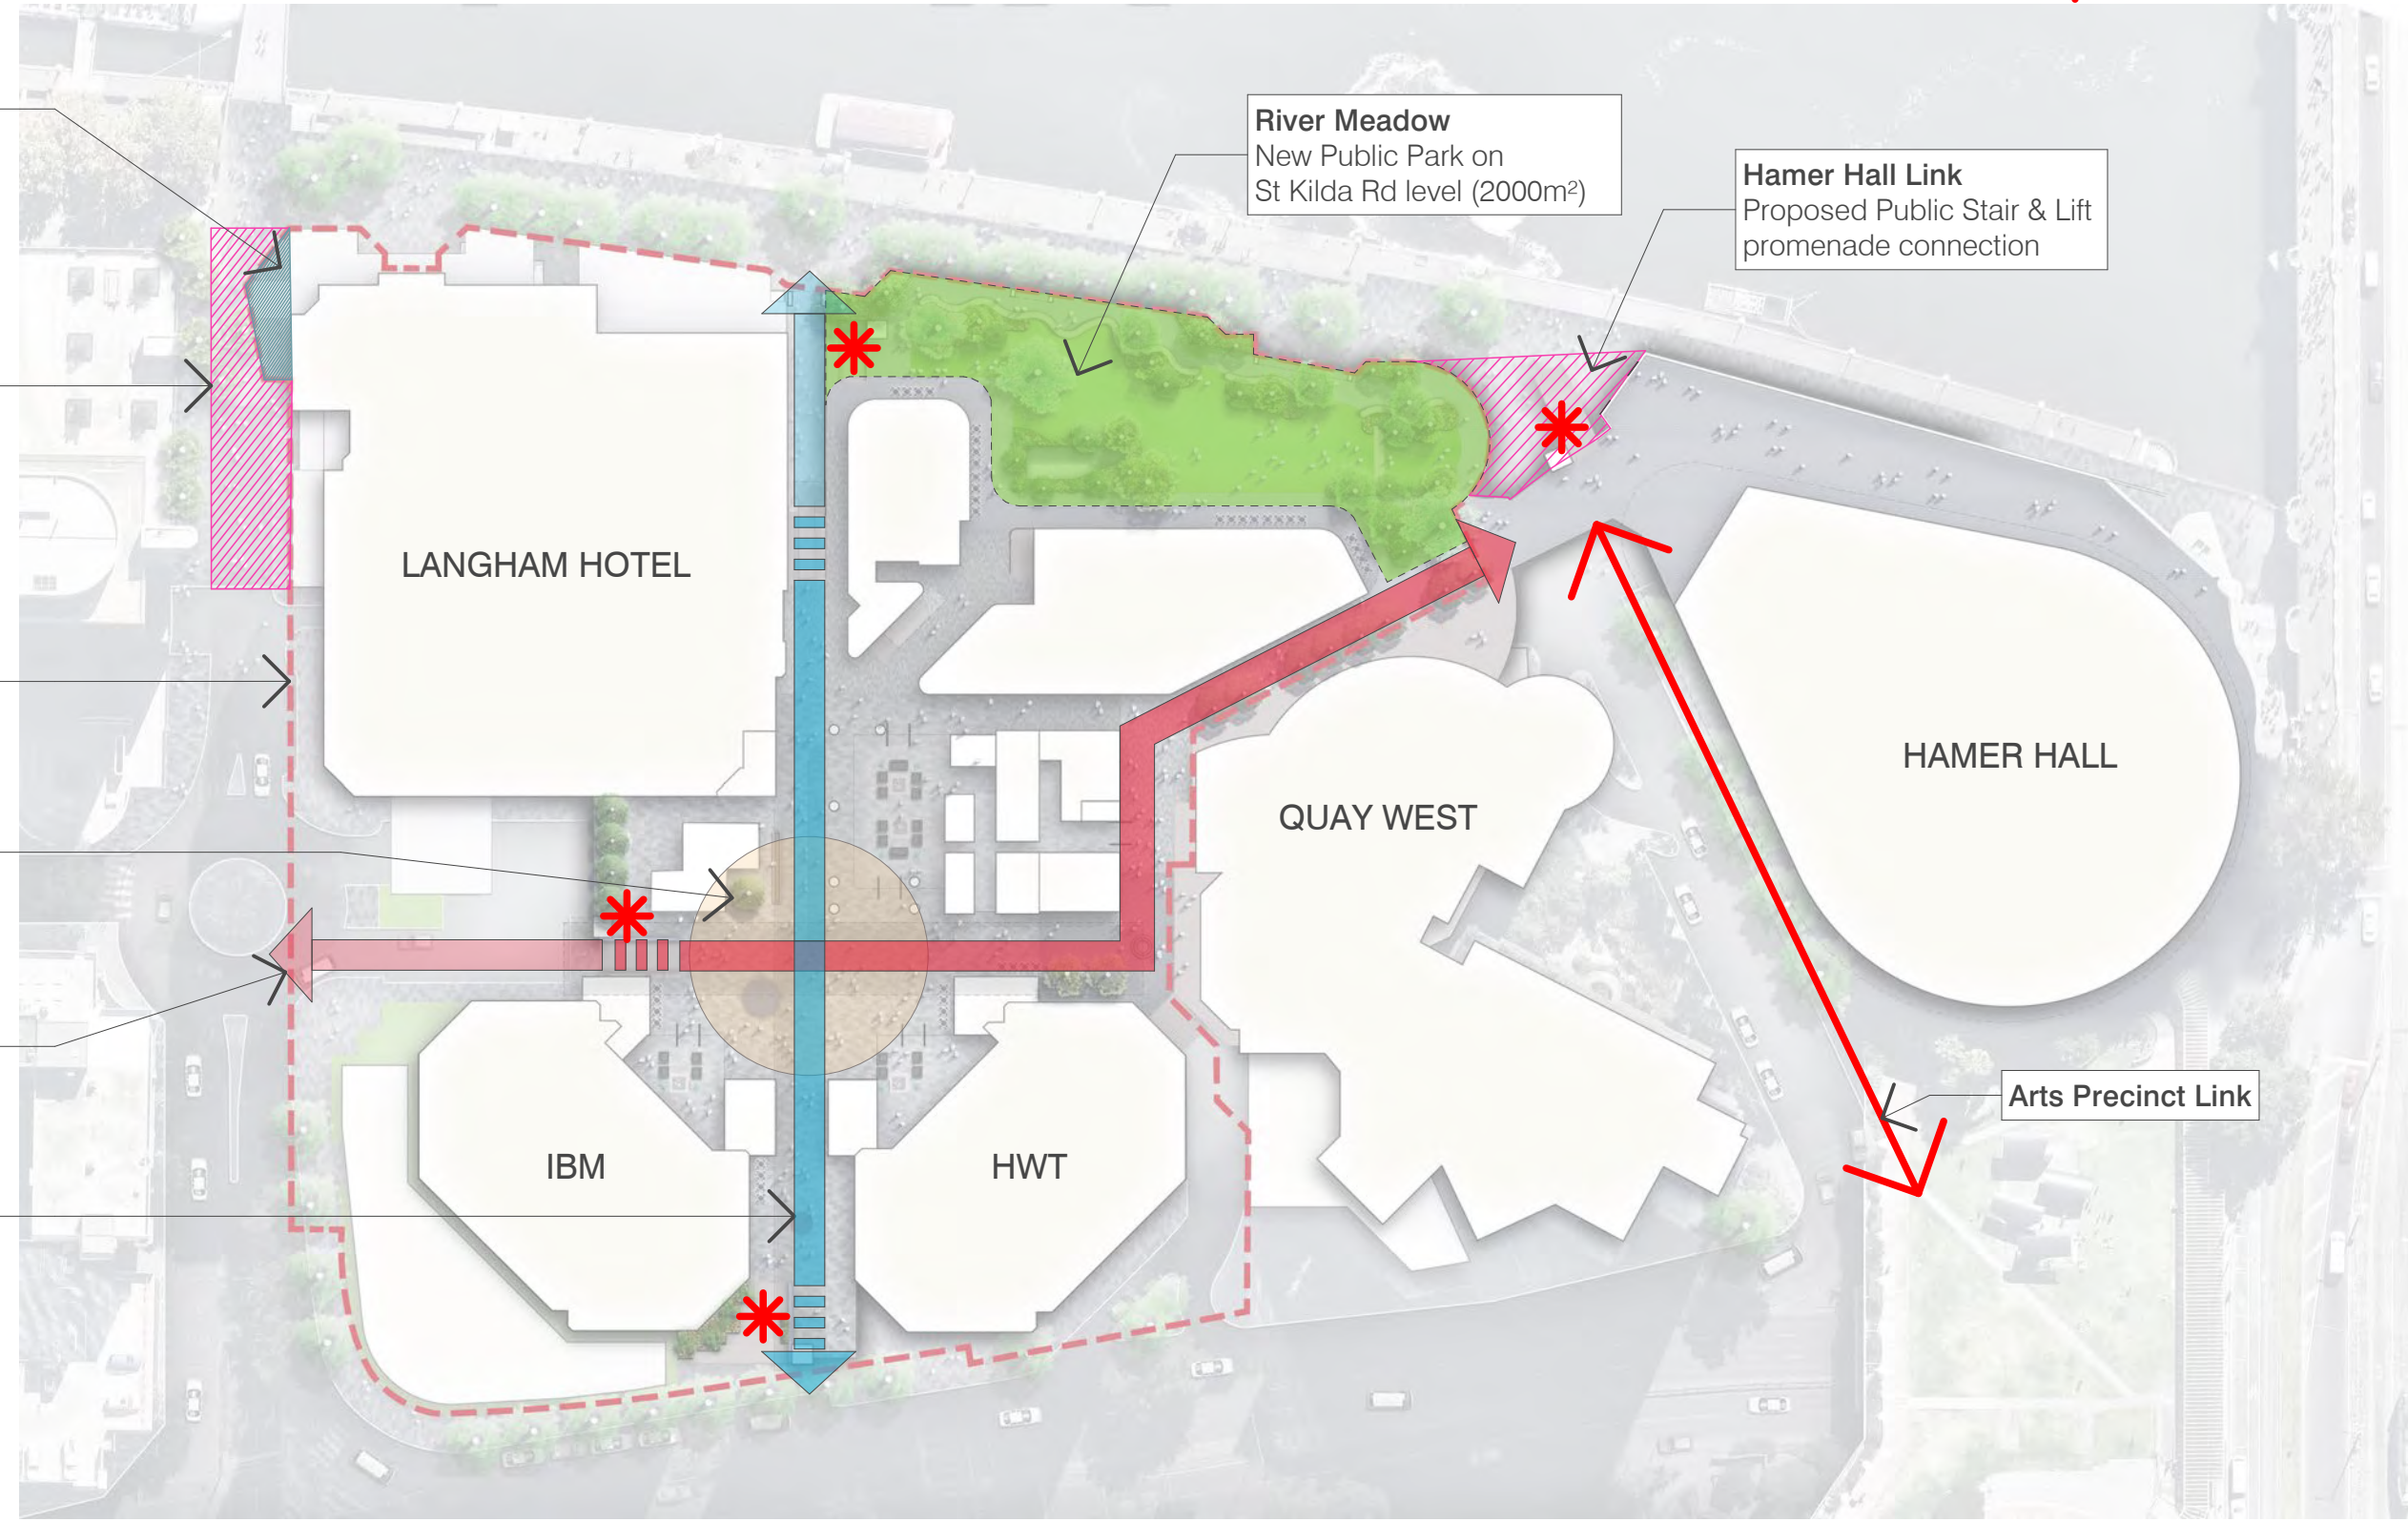 River Meadow
New Public Park on
St Kilda Rd level (2000m²)
Hamer Hall Link
Proposed Public Stair & Lift
promenade connection
LANGHAM HOTEL
HAMER HALL
QUAY WEST
Arts Precinct Link
IBM
HWT